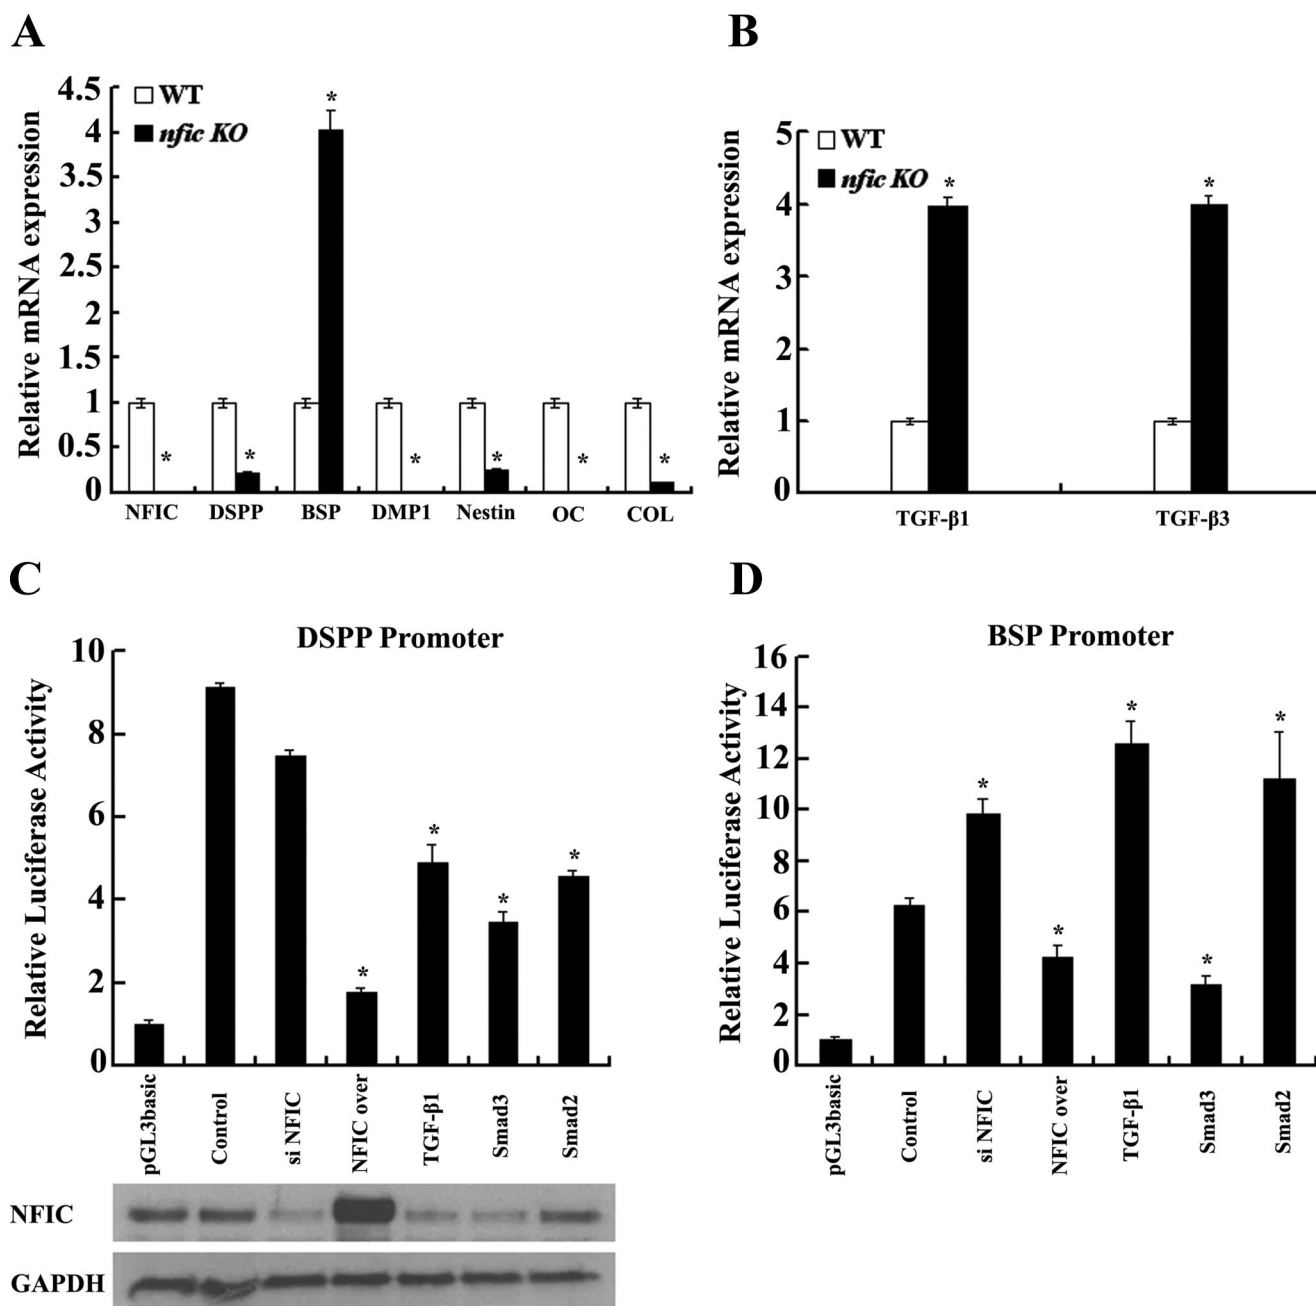 A
Relative mRNA expression
4.5
4
3.5
3
2.5
2
1.5
1
0.5
0
WT
nfic KO
*
*
*
*
*
*
*
NFIC DSPP BSP DMP1 Nestin OC COL
B
Relative mRNA expression
5
4
3
2
1
0
WT
nfic KO
*
*
TGF-β1 TGF-β3
C
DSPP Promoter
Relative Luciferase Activity
10
8
6
4
2
0
*
*
*
*
pGL3basic
Control
si NFIC
NFIC over
TGF-β1
Smad3
Smad2
NFIC
GAPDH
D
BSP Promoter
Relative Luciferase Activity
16
14
12
10
8
6
4
2
0
*
*
*
*
*
pGL3basic
Control
si NFIC
NFIC over
TGF-β1
Smad3
Smad2